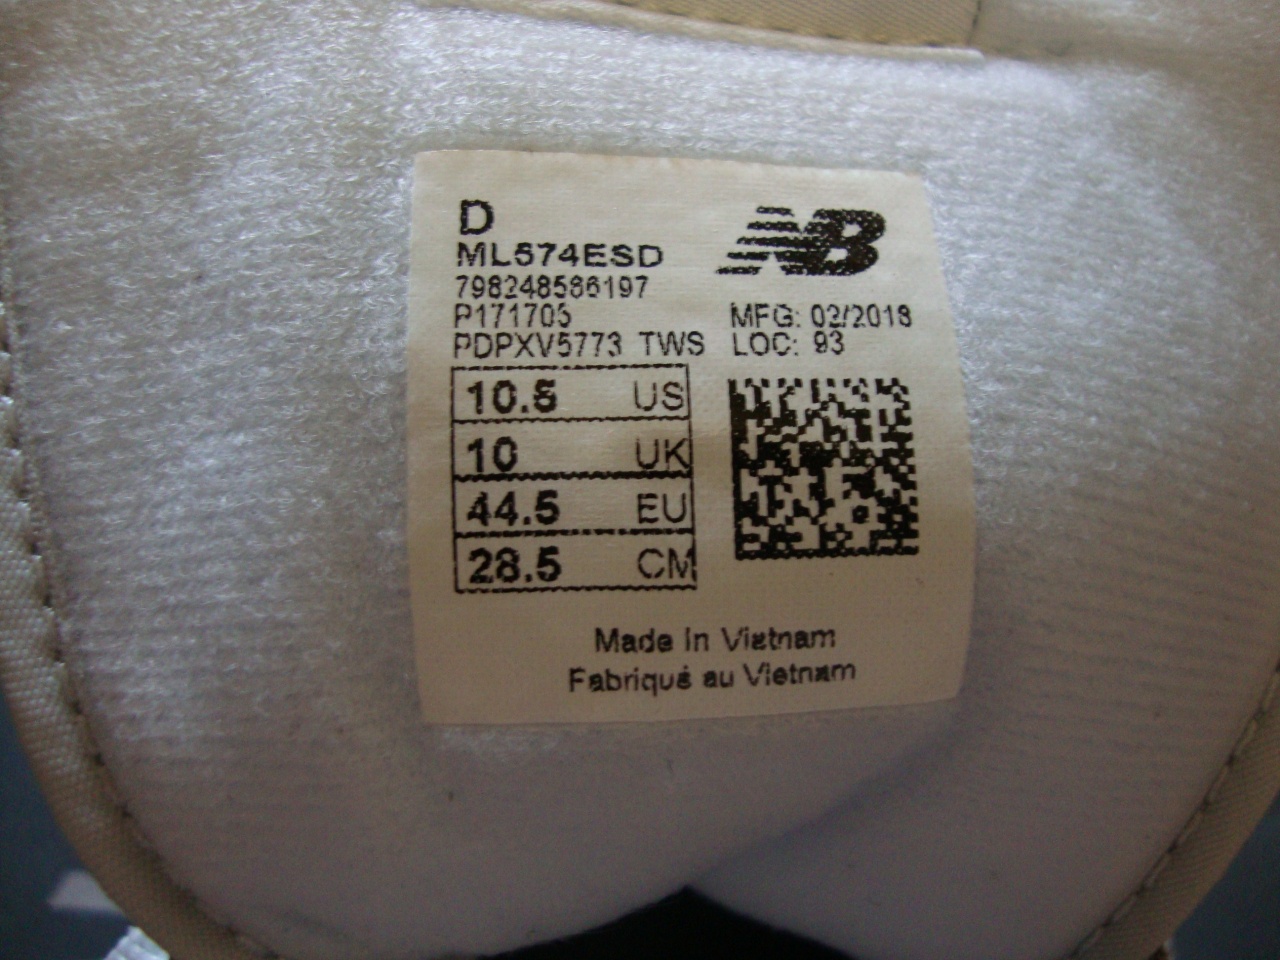 D
NB
ML574ESD
798248586197
P171705
MFG: 02/2018
PDPXV5773 TWS
LOC: 93
10.5 US
10 UK
44.5 EU
28.5 CM
Made in Vietnam
Fabriqué au Vietnam